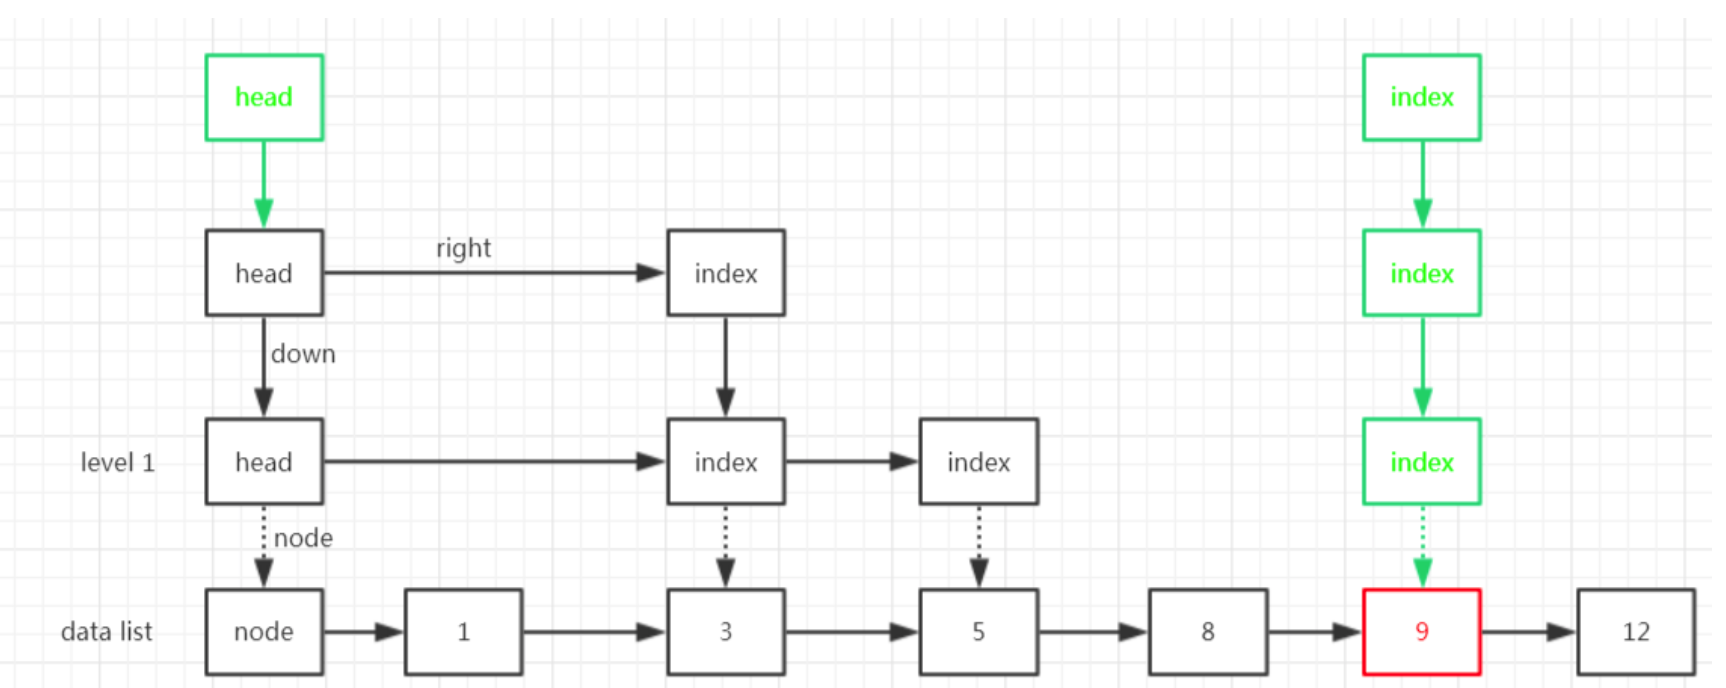 head index
head right index index
down
level 1 head index index index
node
data list node 1 3 5 8 9 12